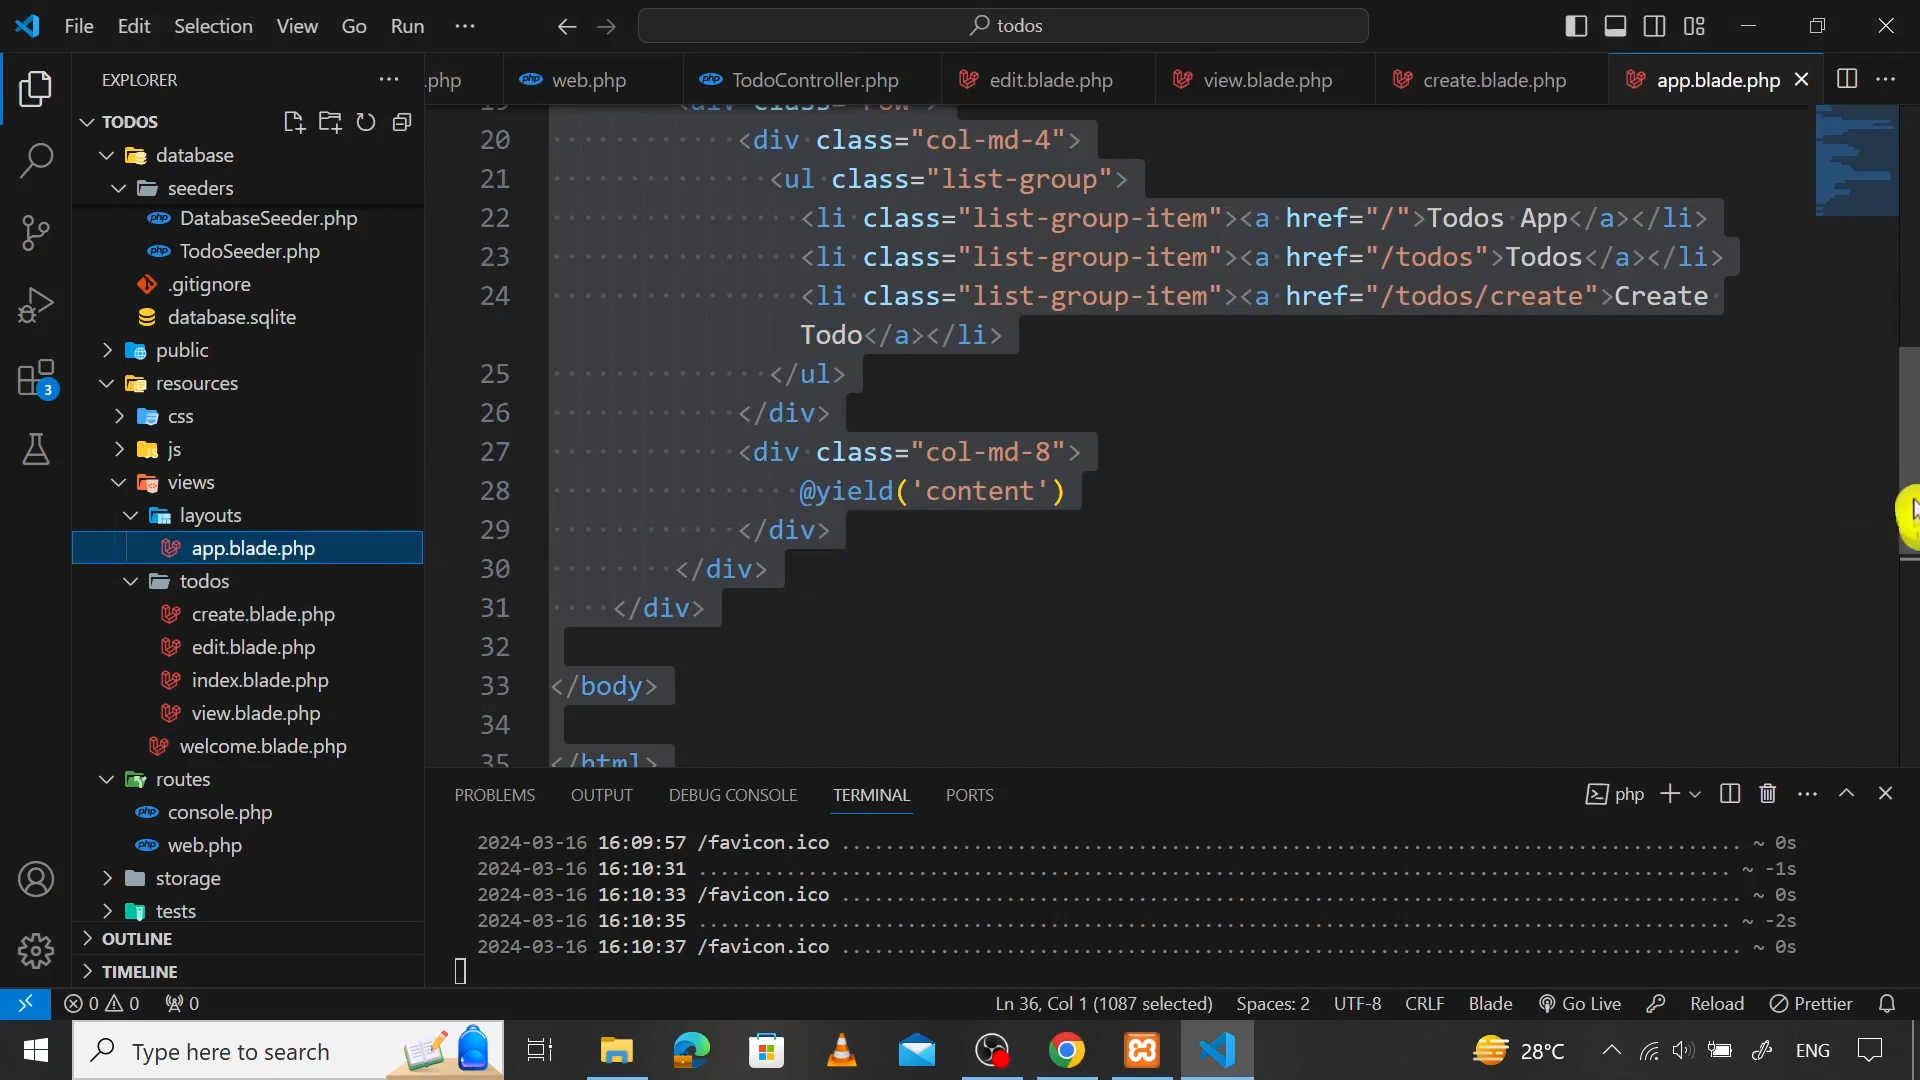 File Edit Selection View Go Run ··· todos
EXPLORER ···
.php web.php TodoController.php edit.blade.php view.blade.php create.blade.php app.blade.php
TODOS
database
seeders
DatabaseSeeder.php
TodoSeeder.php
.gitignore
database.sqlite
public
resources
css
js
views
layouts
app.blade.php
todos
create.blade.php
edit.blade.php
index.blade.php
view.blade.php
welcome.blade.php
routes
console.php
web.php
storage
tests
OUTLINE
TIMELINE
3
19 <div class="row">
20 <div class="col-md-4">
21 <ul class="list-group">
22 <li class="list-group-item"><a href="/">Todos App</a></li>
23 <li class="list-group-item"><a href="/todos">Todos</a></li>
24 <li class="list-group-item"><a href="/todos/create">Create
Todo</a></li>
25 </ul>
26 </div>
27 <div class="col-md-8">
28 @yield('content')
29 </div>
30 </div>
31 </div>
32
33 </body>
34
35 </html>
PROBLEMS OUTPUT DEBUG CONSOLE TERMINAL PORTS
php
2024-03-16 16:09:57 /favicon.ico ~ 0s
2024-03-16 16:10:31 ~ -1s
2024-03-16 16:10:33 /favicon.ico ~ 0s
2024-03-16 16:10:35 ~ -2s
2024-03-16 16:10:37 /favicon.ico ~ 0s
0 0 0 Ln 36, Col 1 (1087 selected) Spaces: 2 UTF-8 CRLF Blade Go Live Reload Prettier
Type here to search 28°C ENG